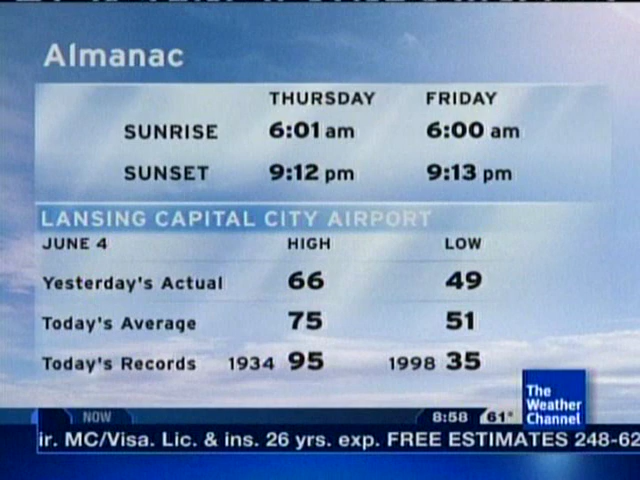 Almanac
THURSDAY FRIDAY
SUNRISE 6:01 am 6:00 am
SUNSET 9:12 pm 9:13 pm
LANSING CAPITAL CITY AIRPORT
JUNE 4 HIGH LOW
Yesterday's Actual 66 49
Today's Average 75 51
Today's Records 1934 95 1998 35
The
Weather
Channel
NOW 8:58 61°
ir. MC/Visa. Lic. & ins. 26 yrs. exp. FREE ESTIMATES 248-62